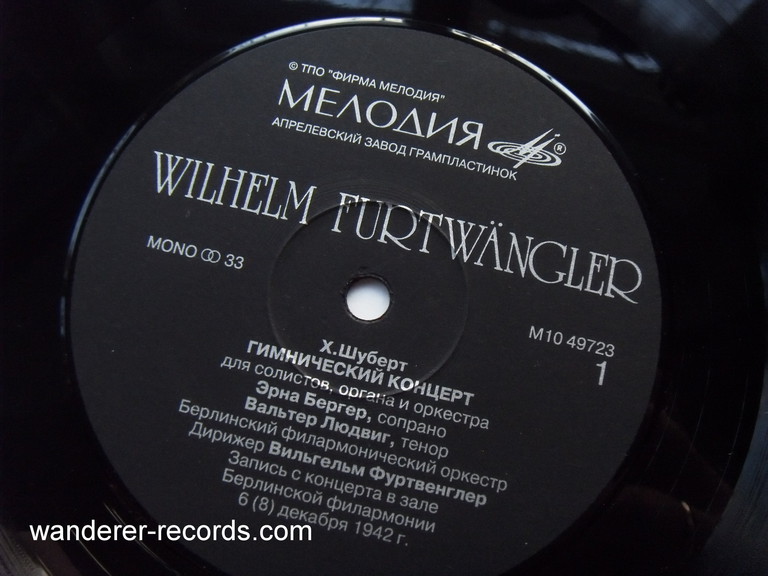 © ТПО "ФИРМА МЕЛОДИЯ"
МЕЛОДИЯ ®
АПРЕЛЕВСКИЙ ЗАВОД ГРАМПЛАСТИНОК
WILHELM FURTWÄNGLER
MONO 33
М10 49723
1
Х.Шуберт
ГИМНИЧЕСКИЙ КОНЦЕРТ
для солистов, органа и оркестра
Эрна Бергер, сопрано
Вальтер Людвиг, тенор
Берлинский филармонический оркестр
Дирижер Вильгельм Фуртвенглер
Запись с концерта в зале
Берлинской филармонии
6 (8) декабря 1942 г.
wanderer-records.com